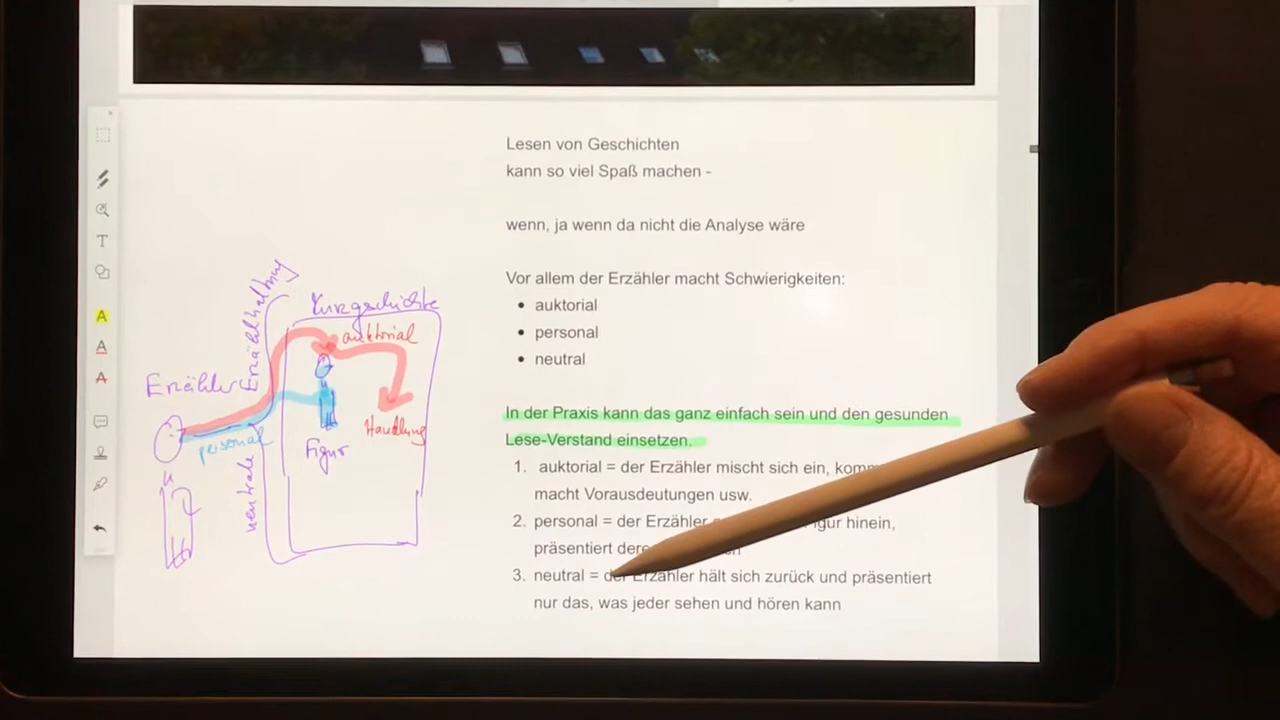 Lesen von Geschichten
kann so viel Spaß machen -
wenn, ja wenn da nicht die Analyse wäre
Vor allem der Erzähler macht Schwierigkeiten:
• auktorial
• personal
• neutral
In der Praxis kann das ganz einfach sein und den gesunden
Lese-Verstand einsetzen.
1. auktorial = der Erzähler mischt sich ein,
macht Vorausdeutungen usw.
2. personal = der Erzähler hinein,
präsentiert
3. neutral = der Erzähler hält sich zurück und präsentiert
nur das, was jeder sehen und hören kann
Erzählhaltung
Kurzgeschichte
auktorial
Erzähler
personal
Handlung
Figur
neutrale